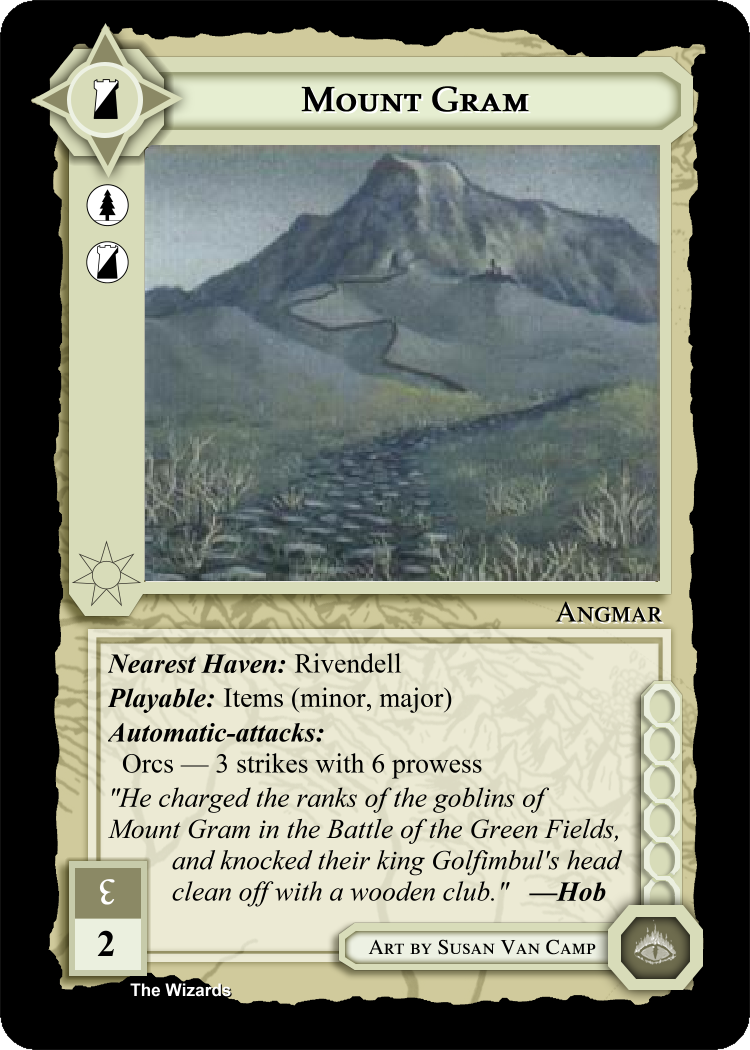 Mount Gram
Angmar
Nearest Haven: Rivendell
Playable: Items (minor, major)
Automatic-attacks:
Orcs — 3 strikes with 6 prowess
"He charged the ranks of the goblins of
Mount Gram in the Battle of the Green Fields,
and knocked their king Golfimbul's head
clean off with a wooden club." —Hob
2
Art by Susan Van Camp
The Wizards